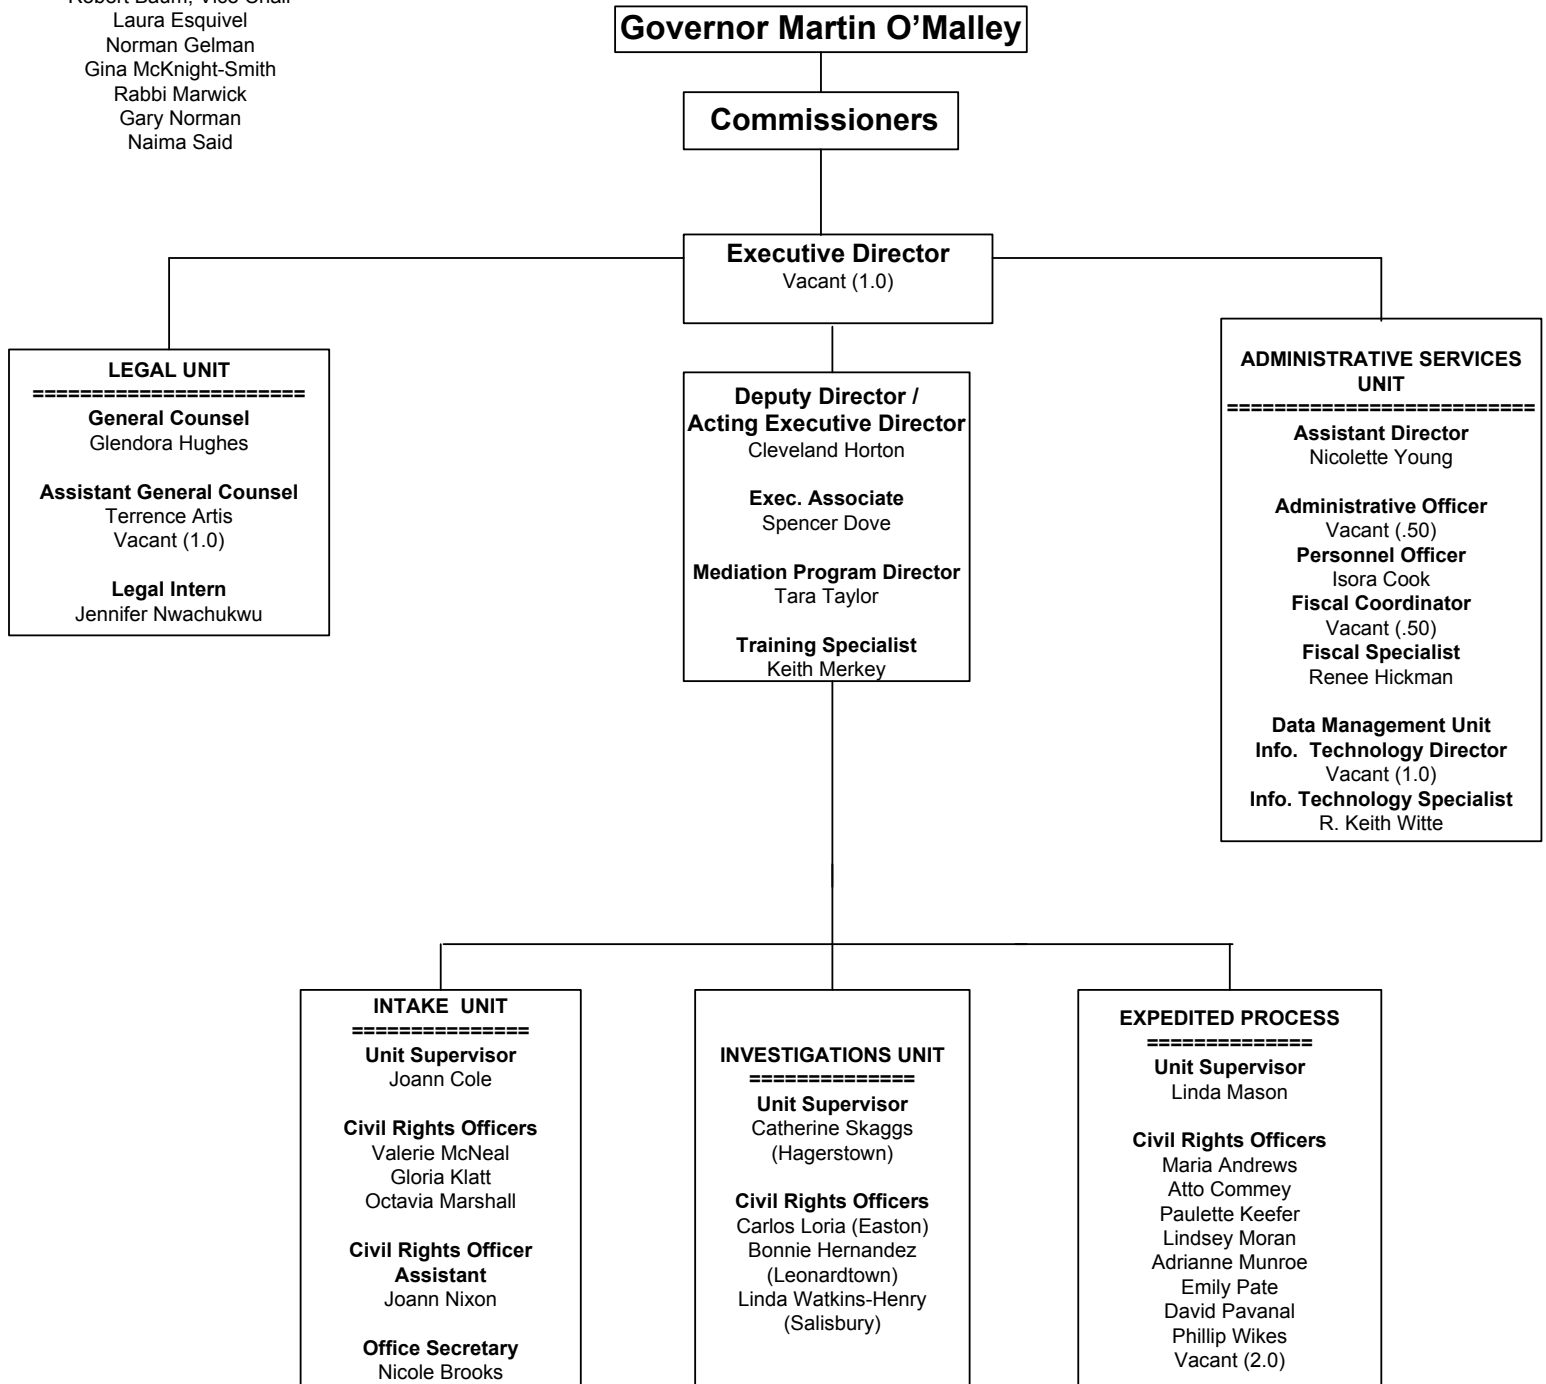 Robert Baum, Vice Chair
Laura Esquivel
Norman Gelman
Gina McKnight-Smith
Rabbi Marwick
Gary Norman
Naima Said
Governor Martin O’Malley
Commissioners
Executive Director
Vacant (1.0)
LEGAL UNIT
=======================
General Counsel
Glendora Hughes
Assistant General Counsel
Terrence Artis
Vacant (1.0)
Legal Intern
Jennifer Nwachukwu
Deputy Director /
Acting Executive Director
Cleveland Horton
Exec. Associate
Spencer Dove
Mediation Program Director
Tara Taylor
Training Specialist
Keith Merkey
ADMINISTRATIVE SERVICES
UNIT
==========================
Assistant Director
Nicolette Young
Administrative Officer
Vacant (.50)
Personnel Officer
Isora Cook
Fiscal Coordinator
Vacant (.50)
Fiscal Specialist
Renee Hickman
Data Management Unit
Info.  Technology Director
Vacant (1.0)
Info. Technology Specialist
R. Keith Witte
INTAKE  UNIT
===============
Unit Supervisor
Joann Cole
Civil Rights Officers
Valerie McNeal
Gloria Klatt
Octavia Marshall
Civil Rights Officer
Assistant
Joann Nixon
Office Secretary
Nicole Brooks
INVESTIGATIONS UNIT
==============
Unit Supervisor
Catherine Skaggs
(Hagerstown)
Civil Rights Officers
Carlos Loria (Easton)
Bonnie Hernandez
(Leonardtown)
Linda Watkins-Henry
(Salisbury)
EXPEDITED PROCESS
==============
Unit Supervisor
Linda Mason
Civil Rights Officers
Maria Andrews
Atto Commey
Paulette Keefer
Lindsey Moran
Adrianne Munroe
Emily Pate
David Pavanal
Phillip Wikes
Vacant (2.0)